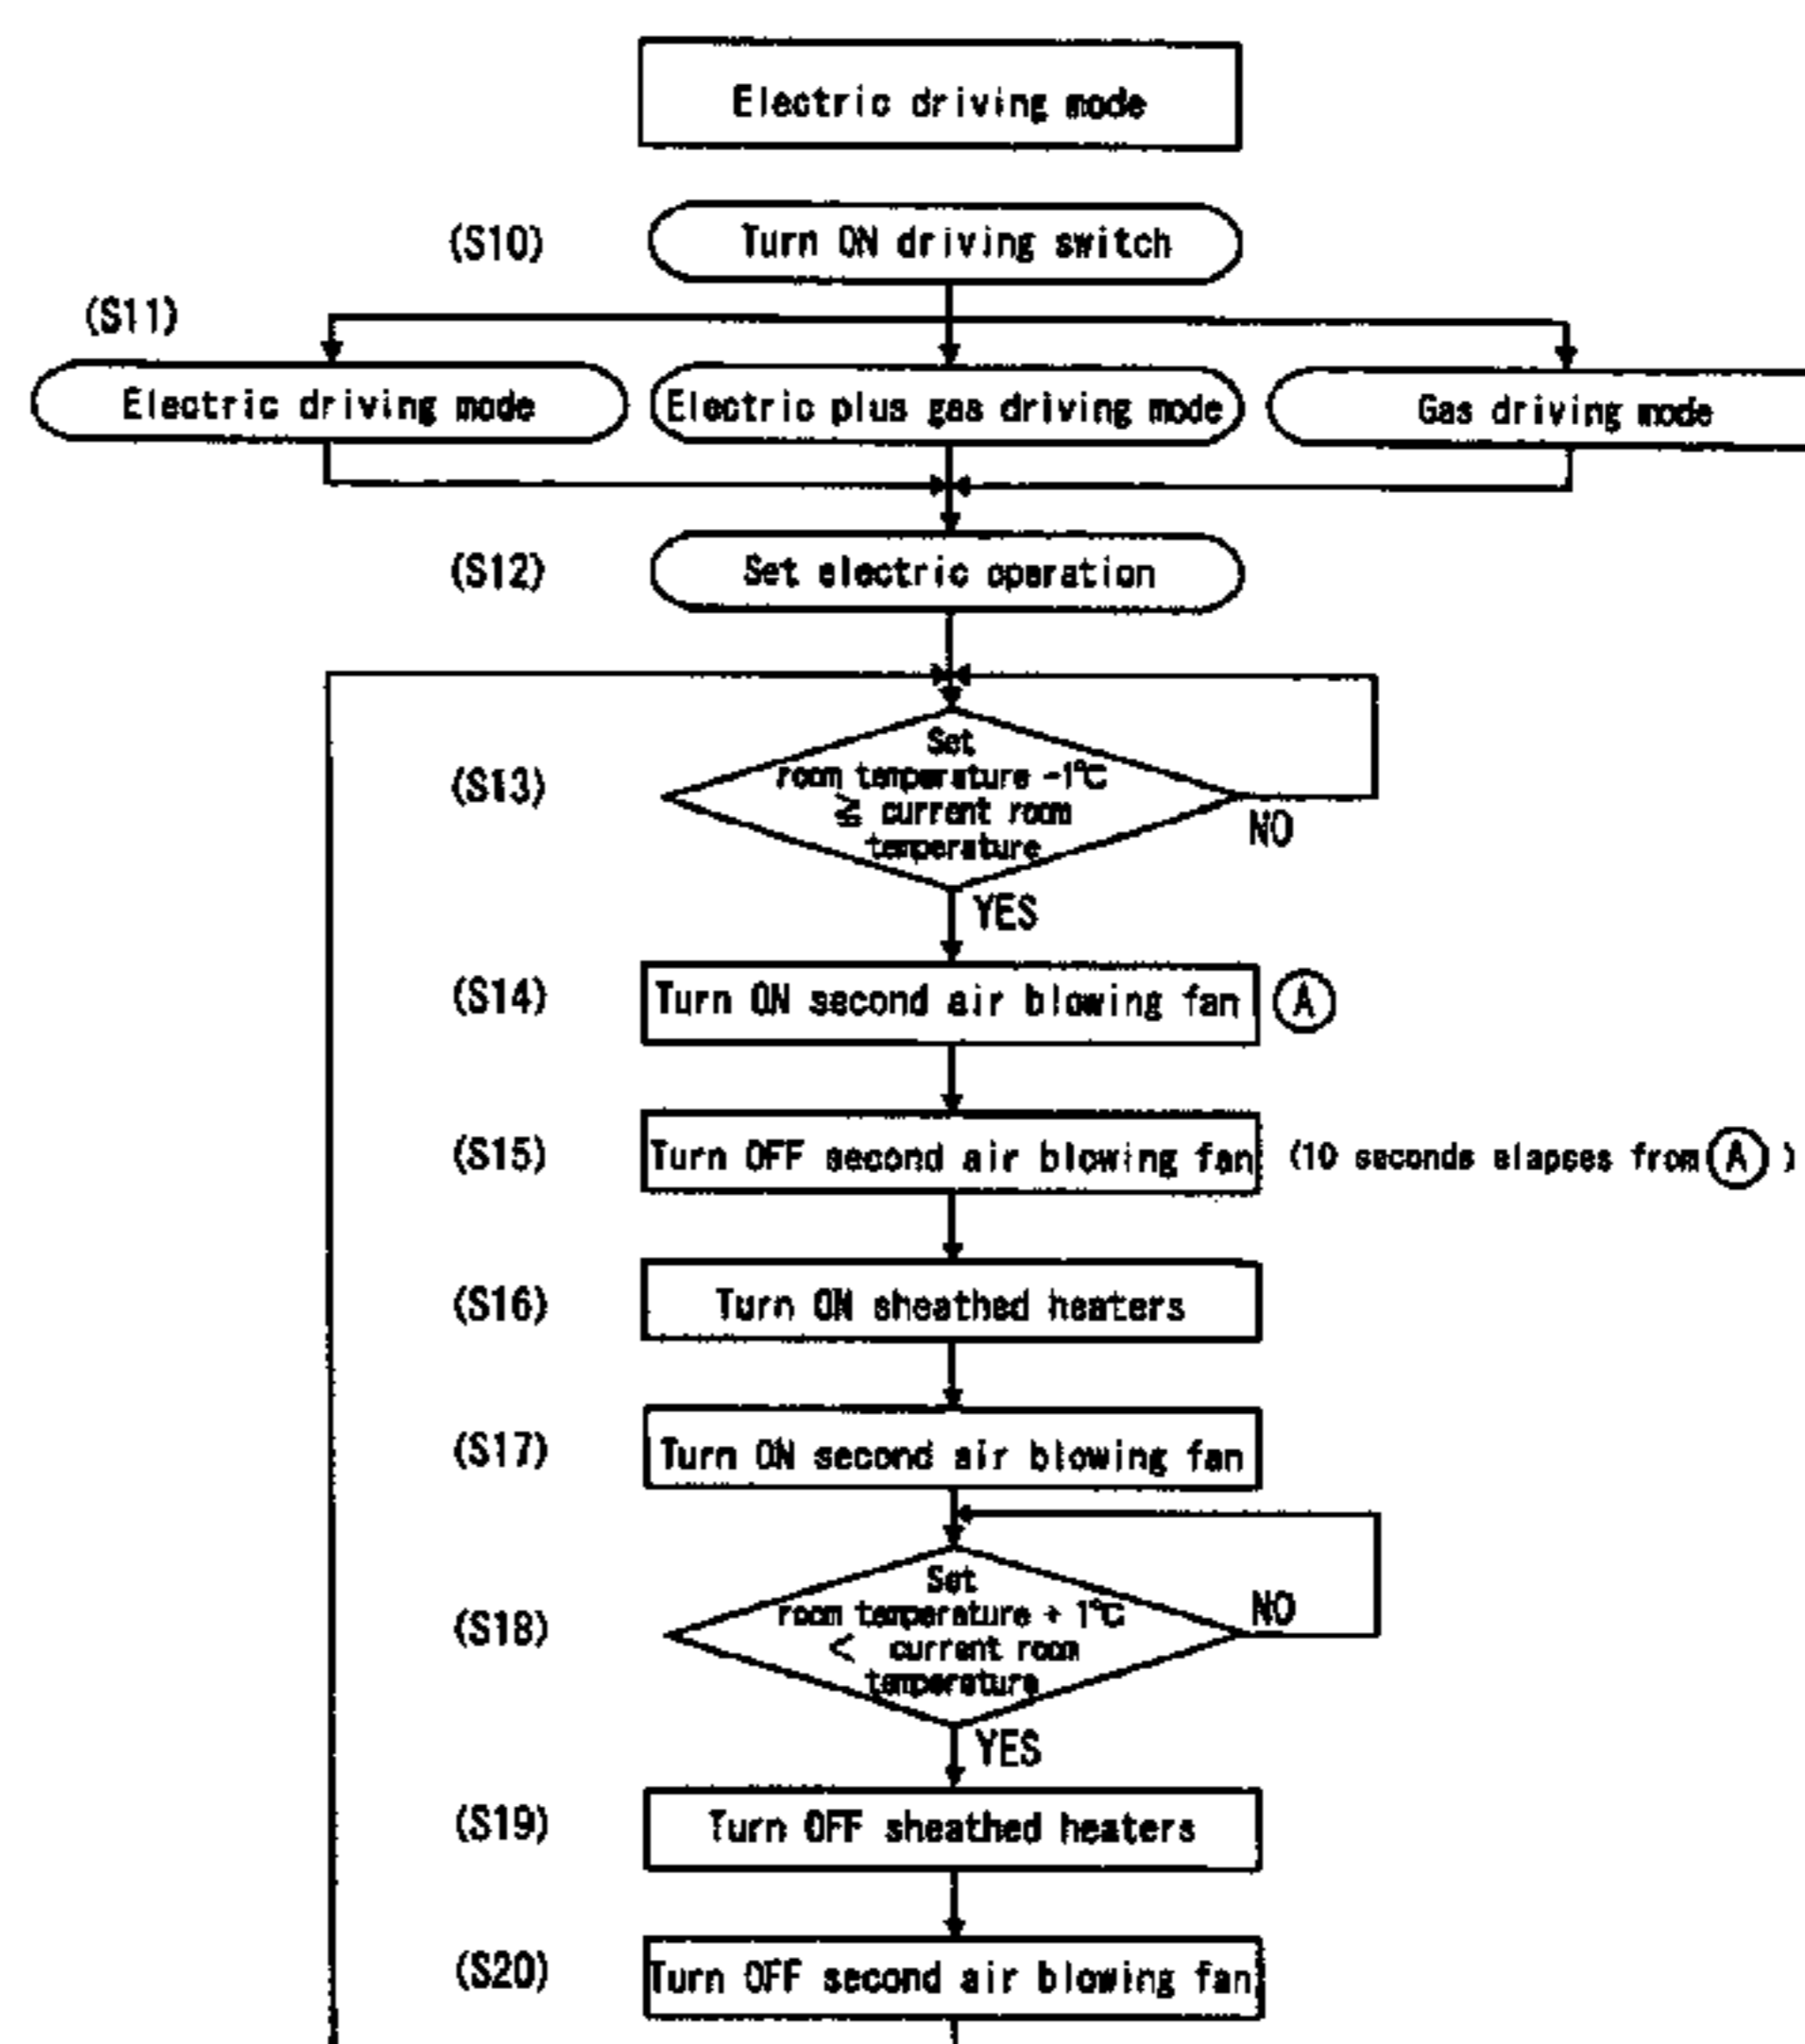 Electric driving mode
(S10)
Turn ON driving switch
(S11)
Electric driving mode
Electric plus gas driving mode
Gas driving mode
(S12)
Set electric operation
(S13)
Set
room temperature -1℃
≧ current room
temperature
NO
YES
(S14)
Turn ON second air blowing fan
A
(S15)
Turn OFF second air blowing fan
(10 seconds elapses from A )
(S16)
Turn ON sheathed heaters
(S17)
Turn ON second air blowing fan
(S18)
Set
room temperature + 1℃
< current room
temperature
NO
YES
(S19)
Turn OFF sheathed heaters
(S20)
Turn OFF second air blowing fan